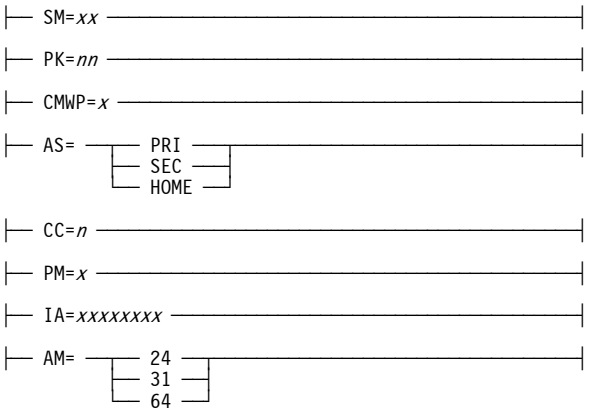 SM=xx
PK=nn
CMWP=x
AS= PRI
SEC
HOME
CC=n
PM=x
IA=xxxxxxxx
AM= 24
31
64